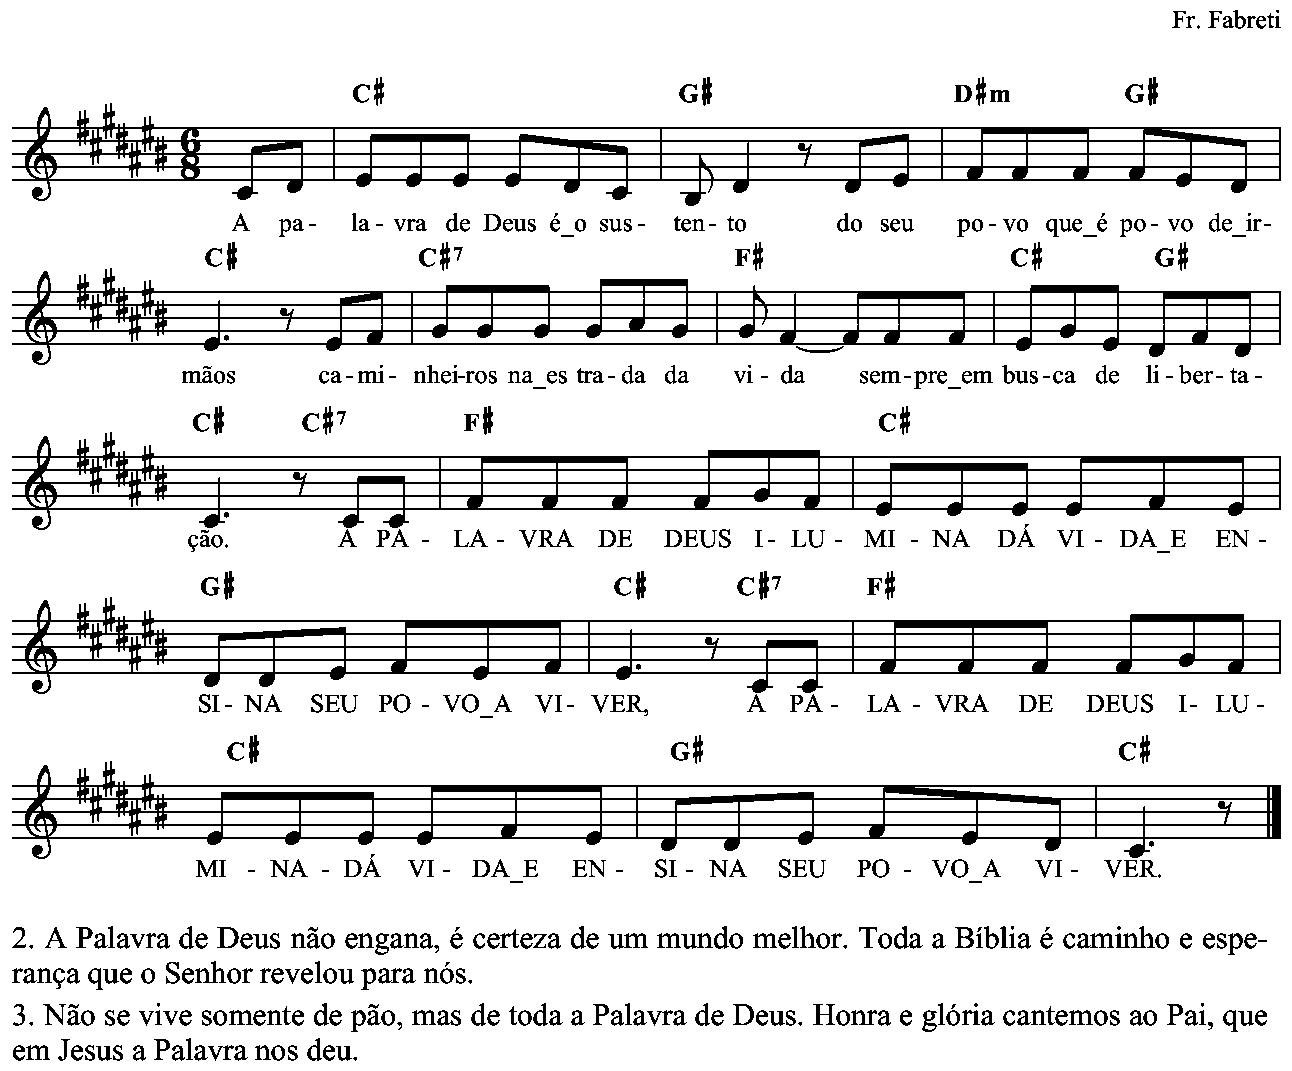 Fr. Fabreti
C♯ G♯ D♯m G♯
6
8
A pa- la-vra de Deus é_o sus- ten-to do seu po-vo que_é po-vo de_ir-
C♯ C♯7 F♯ C♯ G♯
mãos ca-mi- nhei-ros na_es tra-da da vi-da sem-pre_em bus-ca de li-ber-ta-
C♯ C♯7 F♯ C♯
ção. A PA- LA-VRA DE DEUS I-LU- MI-NA DÁ VI-DA_E EN-
G♯ C♯ C♯7 F♯
SI-NA SEU PO-VO_A VI-VER, A PA- LA-VRA DE DEUS I-LU-
C♯ G♯ C♯
MI-NA-DÁ VI-DA_E EN- SI-NA SEU PO-VO_A VI-VER.
2. A Palavra de Deus não engana, é certeza de um mundo melhor. Toda a Bíblia é caminho e espe-
rança que o Senhor revelou para nós.
3. Não se vive somente de pão, mas de toda a Palavra de Deus. Honra e glória cantemos ao Pai, que
em Jesus a Palavra nos deu.